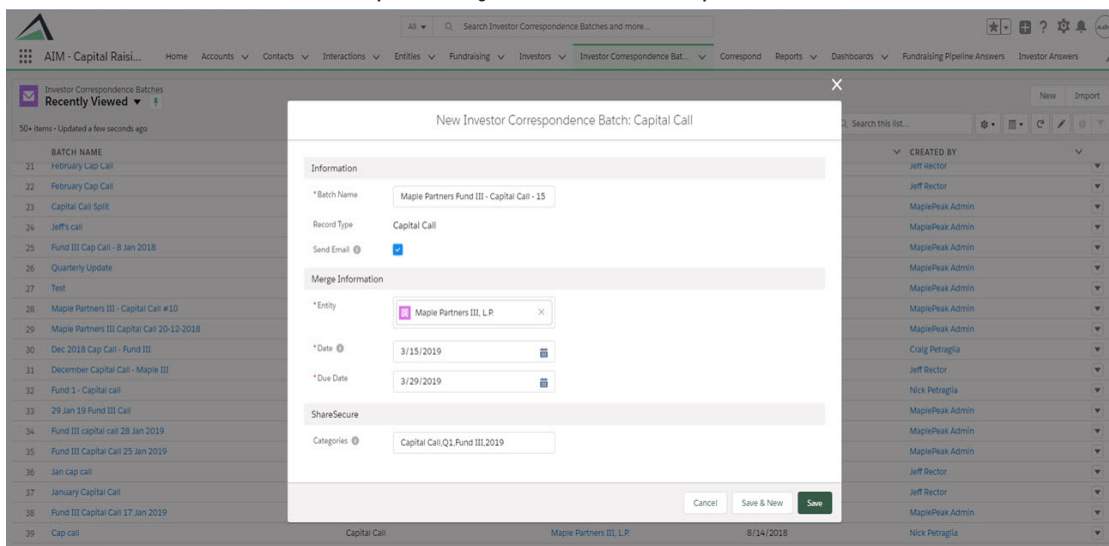 All
Search Investor Correspondence Batches and more...
AIM - Capital Raisi... Home Accounts Contacts Interactions Entities Fundraising Investors Investor Correspondence Bat... Correspond Reports Dashboards Fundraising Pipeline Answers Investor Answers
Investor Correspondence Batches
Recently Viewed
New Import
50+ items • Updated a few seconds ago
Search this list...
BATCH NAME CREATED BY
21 February Cap Call Jeff Rector
22 February Cap Call Jeff Rector
23 Capital Call Split MaplePeak Admin
24 Jeff's call MaplePeak Admin
25 Fund III Cap Call - 8 Jan 2018 MaplePeak Admin
26 Quarterly Update MaplePeak Admin
27 Test MaplePeak Admin
28 Maple Partners III - Capital Call #10 MaplePeak Admin
29 Maple Partners III Capital Call 20-12-2018 MaplePeak Admin
30 Dec 2018 Cap Call - Fund III Craig Petraglia
31 December Capital Call - Maple III Jeff Rector
32 Fund 1 - Capital call Nick Petraglia
33 29 Jan 19 Fund III Call MaplePeak Admin
34 Fund III capital call 28 Jan 2019 MaplePeak Admin
35 Fund III Capital Call 25 Jan 2019 MaplePeak Admin
36 Jan cap call Jeff Rector
37 January Capital Call Jeff Rector
38 Fund III Capital Call 17 Jan 2019 MaplePeak Admin
39 Cap call Capital Call Maple Partners III, L.P. 8/14/2018 Nick Petraglia
New Investor Correspondence Batch: Capital Call
Information
*Batch Name Maple Partners Fund III - Capital Call - 15
Record Type Capital Call
Send Email
Merge Information
*Entity Maple Partners III, L.P.
*Date 3/15/2019
*Due Date 3/29/2019
ShareSecure
Categories Capital Call,Q1,Fund III,2019
Cancel Save & New Save